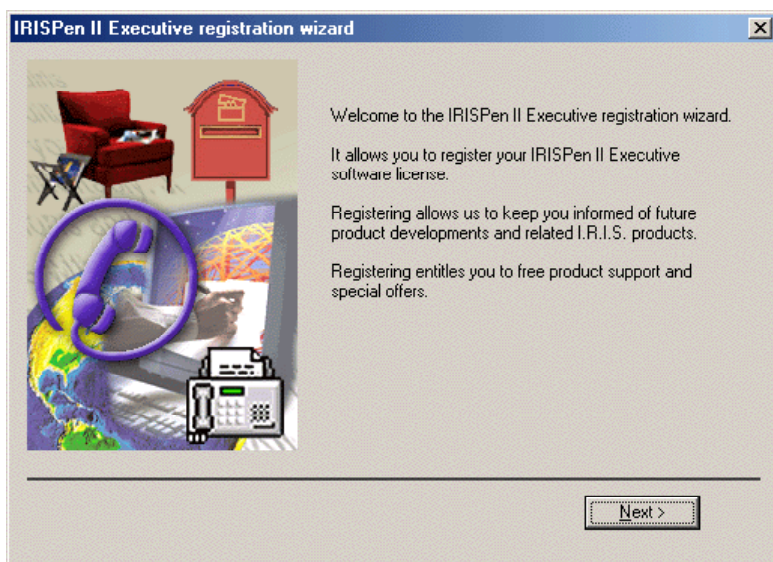 IRISPen II Executive registration wizard
Welcome to the IRISPen II Executive registration wizard.
It allows you to register your IRISPen II Executive
software license.
Registering allows us to keep you informed of future
product developments and related I.R.I.S. products.
Registering entitles you to free product support and
special offers.
Next >